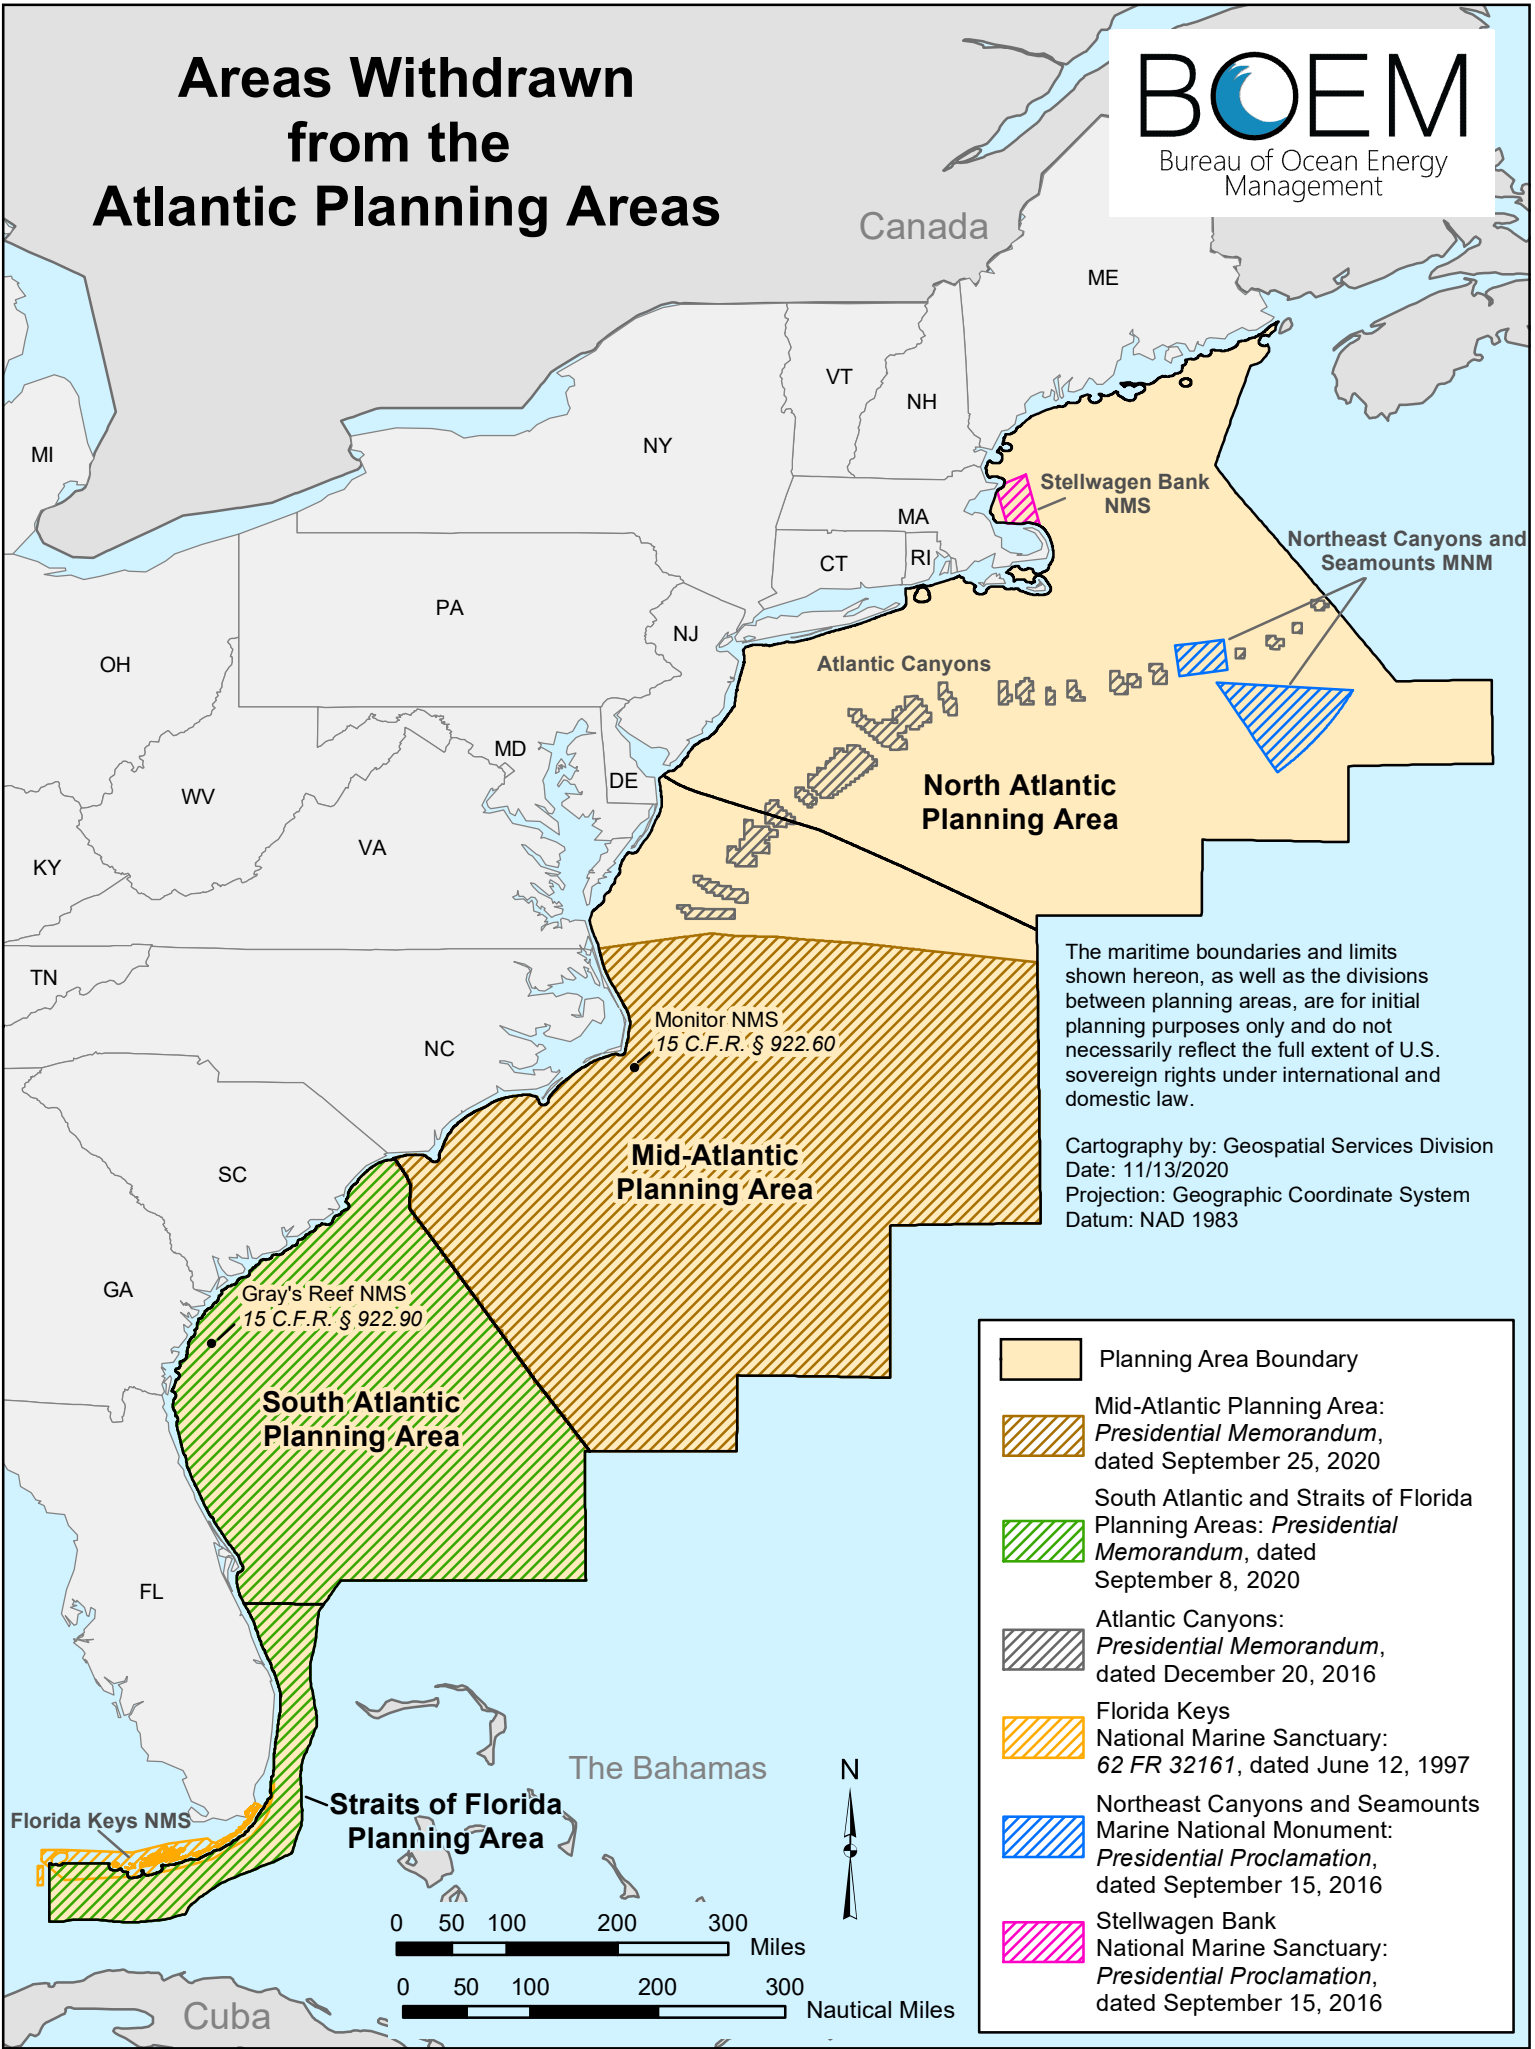 Areas Withdrawn
from the
Atlantic Planning Areas
BOEM
Bureau of Ocean Energy
Management
Canada
ME
VT
NH
NY
MI
MA
CT
RI
PA
NJ
OH
MD
DE
WV
VA
KY
TN
NC
SC
GA
FL
Stellwagen Bank
NMS
Northeast Canyons and
Seamounts MNM
Atlantic Canyons
North Atlantic
Planning Area
The maritime boundaries and limits
shown hereon, as well as the divisions
between planning areas, are for initial
planning purposes only and do not
necessarily reflect the full extent of U.S.
sovereign rights under international and
domestic law.
Cartography by: Geospatial Services Division
Date: 11/13/2020
Projection: Geographic Coordinate System
Datum: NAD 1983
Monitor NMS
15 C.F.R. § 922.60
Mid-Atlantic
Planning Area
Gray's Reef NMS
15 C.F.R. § 922.90
South Atlantic
Planning Area
The Bahamas
Straits of Florida
Planning Area
Florida Keys NMS
Cuba
N
0 50 100 200 300
Miles
0 50 100 200 300
Nautical Miles
Planning Area Boundary
Mid-Atlantic Planning Area:
Presidential Memorandum,
dated September 25, 2020
South Atlantic and Straits of Florida
Planning Areas: Presidential
Memorandum, dated
September 8, 2020
Atlantic Canyons:
Presidential Memorandum,
dated December 20, 2016
Florida Keys
National Marine Sanctuary:
62 FR 32161, dated June 12, 1997
Northeast Canyons and Seamounts
Marine National Monument:
Presidential Proclamation,
dated September 15, 2016
Stellwagen Bank
National Marine Sanctuary:
Presidential Proclamation,
dated September 15, 2016